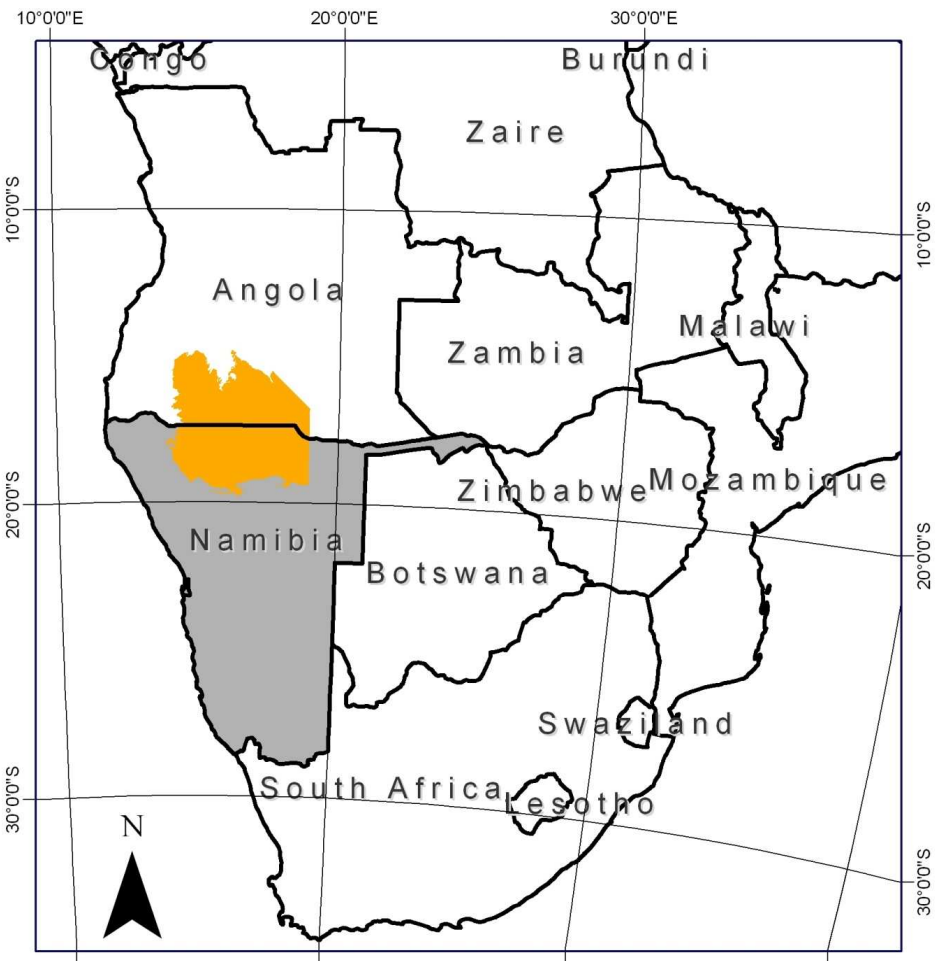 10°0'0"E
20°0'0"E
30°0'0"E
Congo
Burundi
Zaire
10°0'0"S
10°0'0"S
Angola
Malawi
Zambia
Zimbabwe
Mozambique
20°0'0"S
20°0'0"S
Namibia
Botswana
Swaziland
South Africa
Lesotho
30°0'0"S
30°0'0"S
N